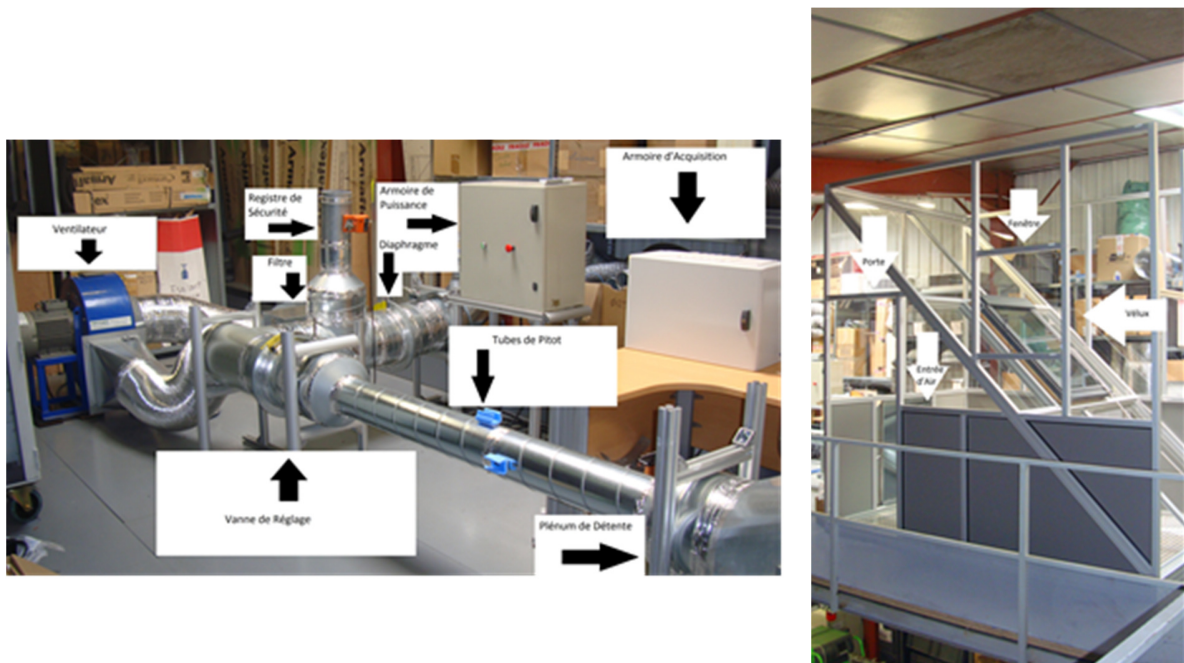 Ventilateur
Registre de
Sécurité
Filtre
Armoire de
Puissance
Diaphragme
Armoire d'Acquisition
Tubes de Pitot
Vanne de Réglage
Plénum de Détente
Porte
Fenêtre
Vélux
Entrée
d'Air